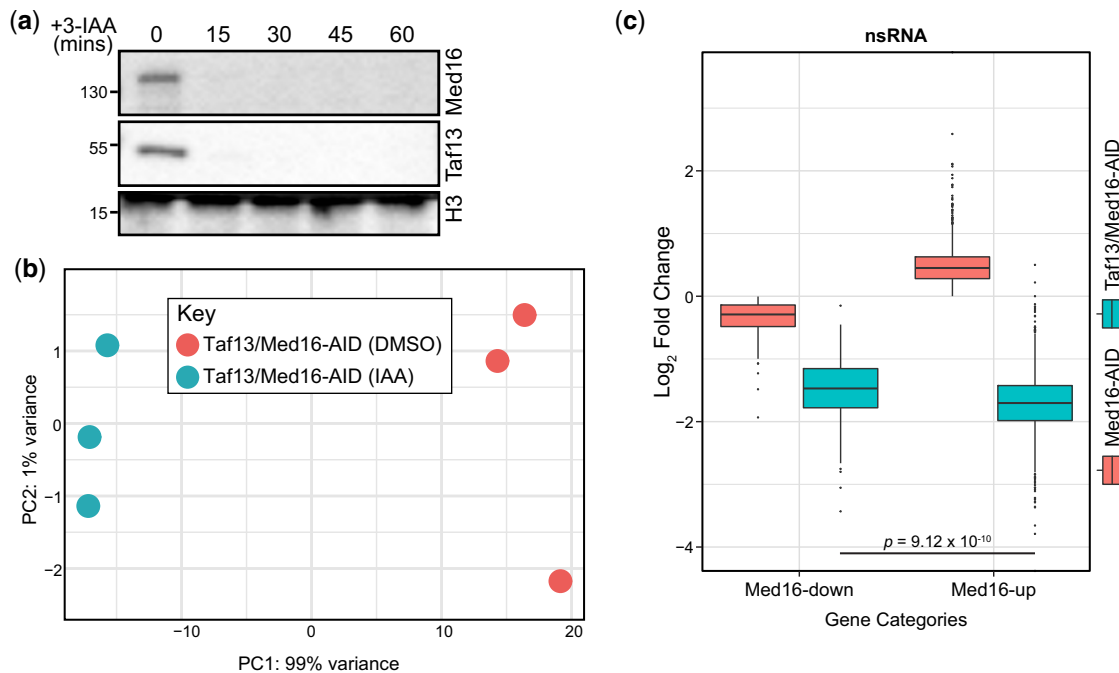 (a)
+3-IAA
(mins)
0 15 30 45 60
130
Med16
55
Taf13
15
H3
(b)
Key
Taf13/Med16-AID (DMSO)
Taf13/Med16-AID (IAA)
1
0
−1
−2
PC2: 1% variance
−10 0 10 20
PC1: 99% variance
(c)
nsRNA
2
0
−2
−4
Log2 Fold Change
p = 9.12 x 10-10
Med16-down Med16-up
Gene Categories
Taf13/Med16-AID
Med16-AID